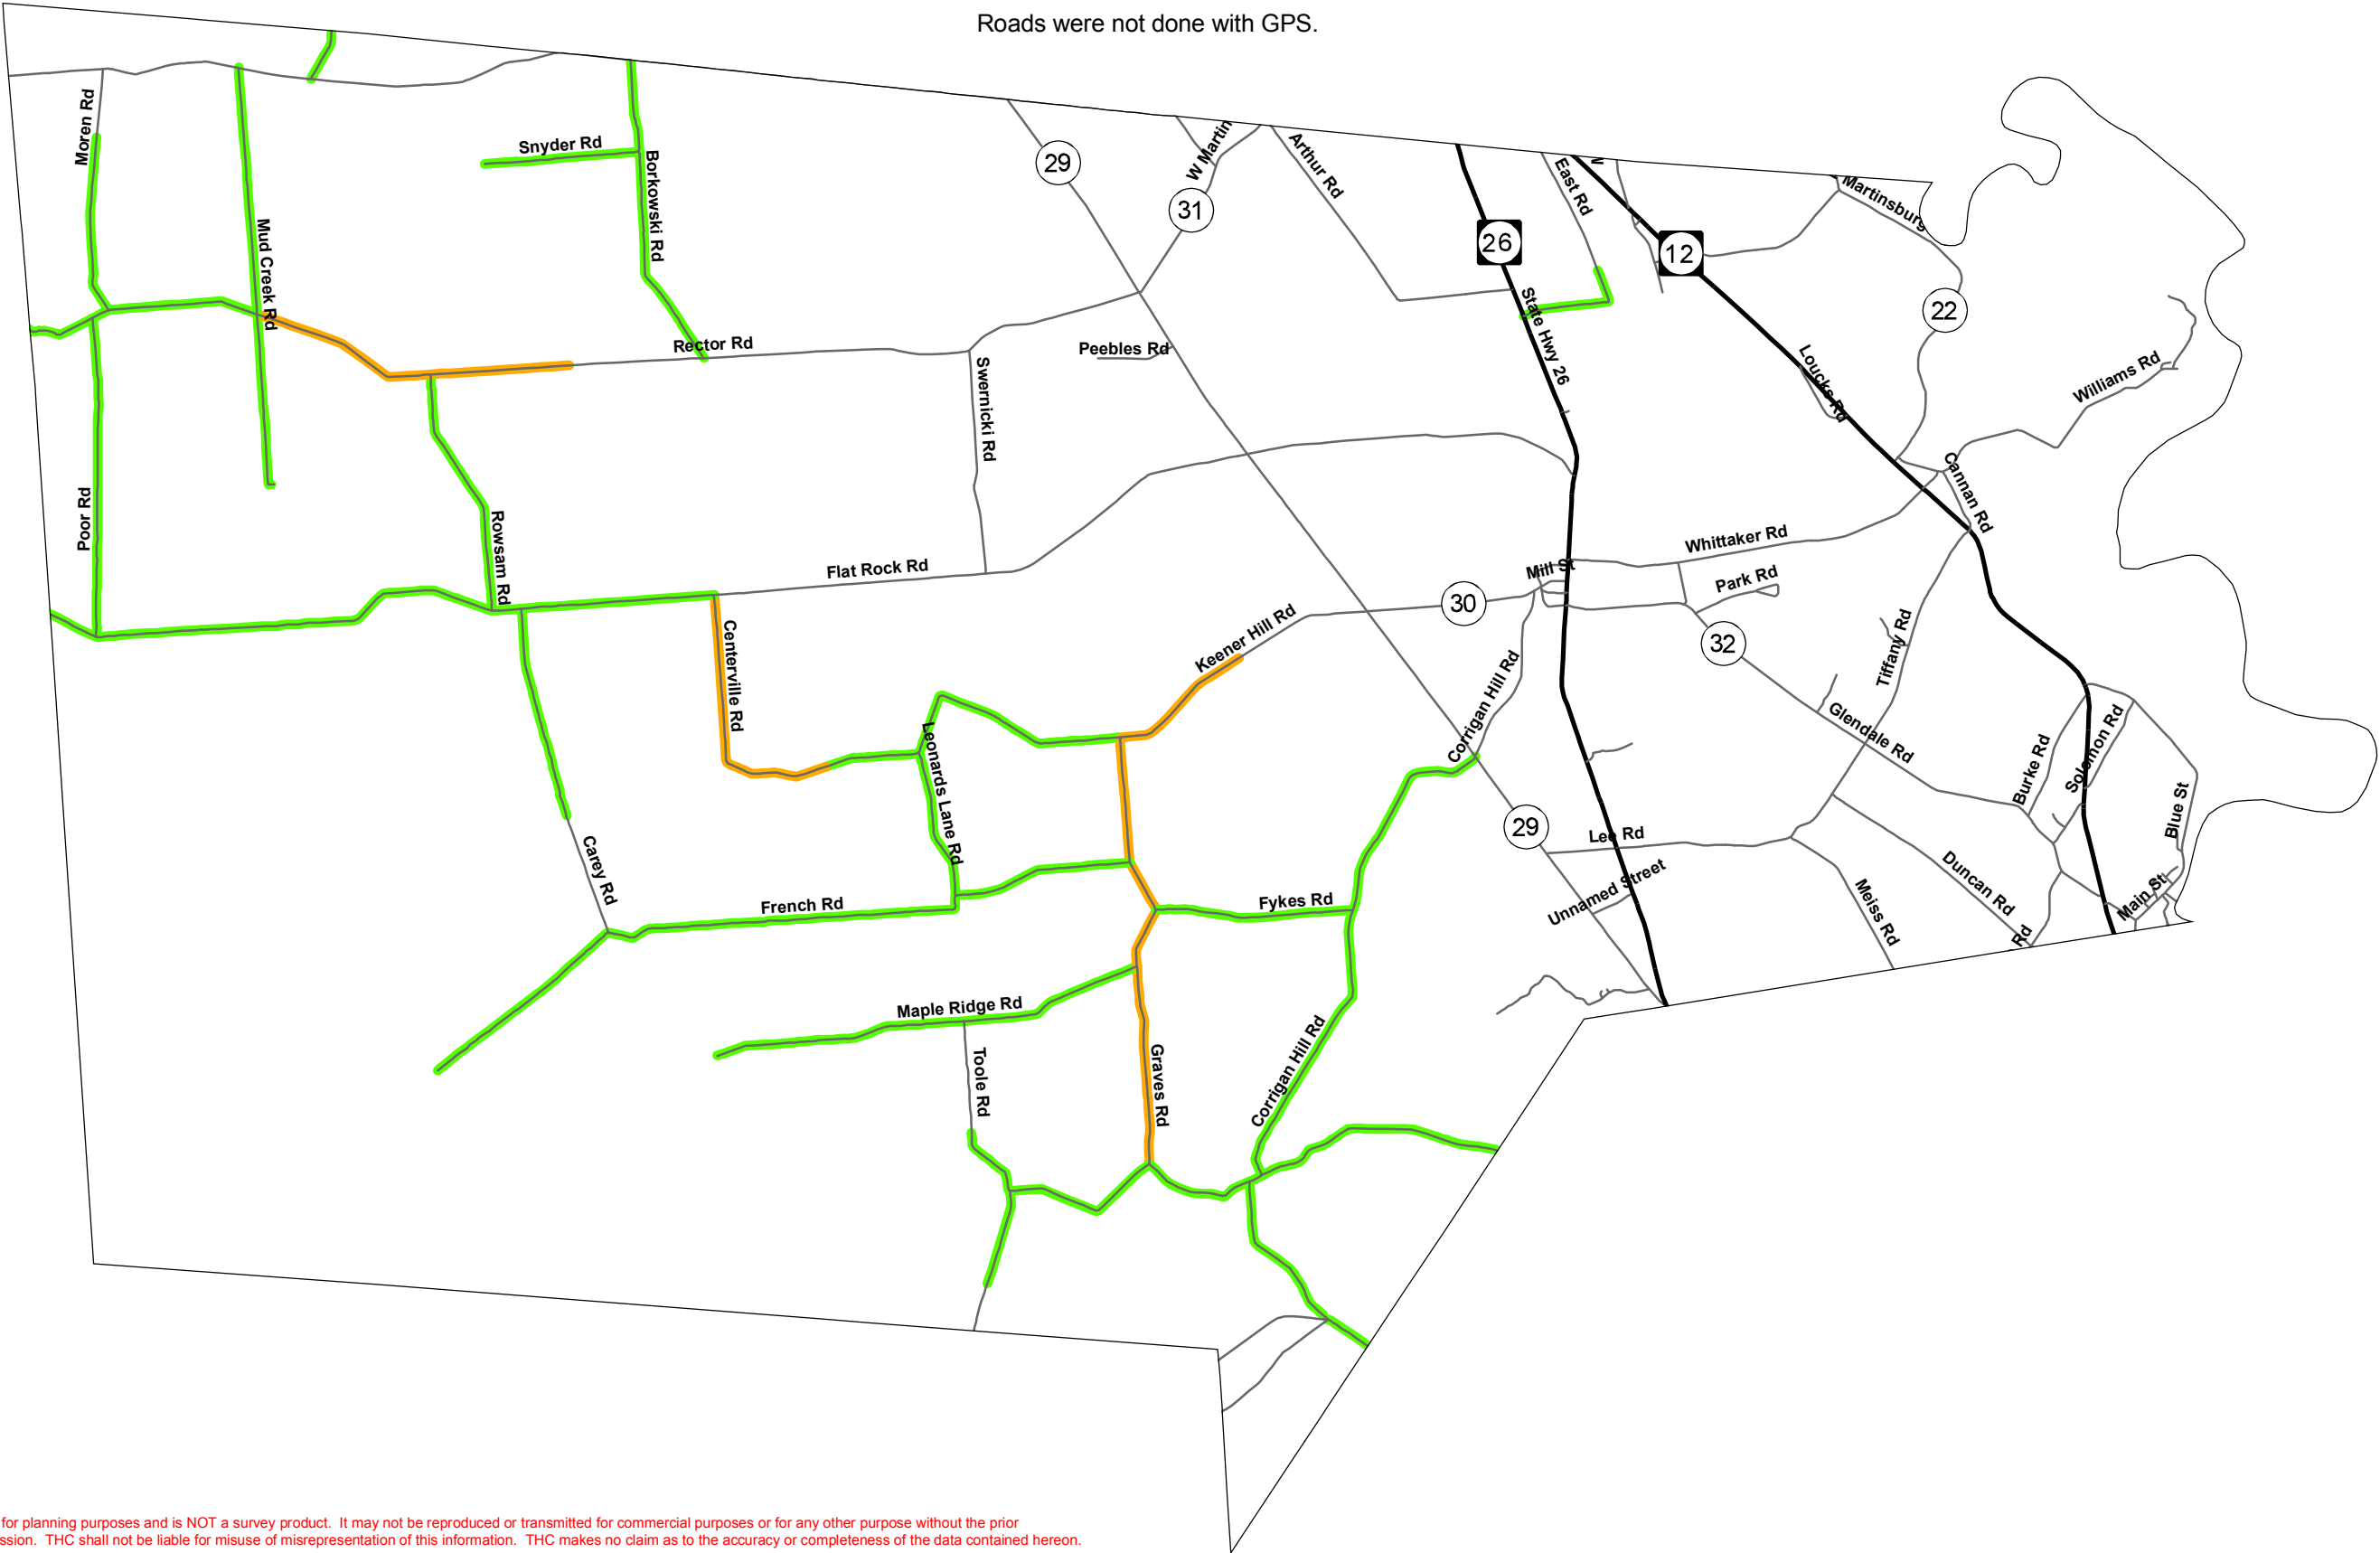 Roads were not done with GPS.
Moren Rd
Snyder Rd
Borkowski Rd
29
W Martin
31
Arthur Rd
26
East Rd
N
12
Martinsburg
22
Mud Creek Rd
State Hwy 26
Rector Rd
Peebles Rd
Swernicki Rd
Loucks Rd
Williams Rd
Cannan Rd
Poor Rd
Rowsam Rd
Flat Rock Rd
Whittaker Rd
Mill St
Park Rd
30
32
Keener Hill Rd
Centerville Rd
Tiffany Rd
Corrigan Hill Rd
Leonards Lane Rd
Glendale Rd
Burke Rd
Solomon Rd
Blue St
29
Lee Rd
Carey Rd
Unnamed Street
Duncan Rd
Meiss Rd
Main St
Rd
French Rd
Fykes Rd
Maple Ridge Rd
Toole Rd
Graves Rd
Corrigan Hill Rd
for planning purposes and is NOT a survey product. It may not be reproduced or transmitted for commercial purposes or for any other purpose without the prior
ssion. THC shall not be liable for misuse of misrepresentation of this information. THC makes no claim as to the accuracy or completeness of the data contained hereon.